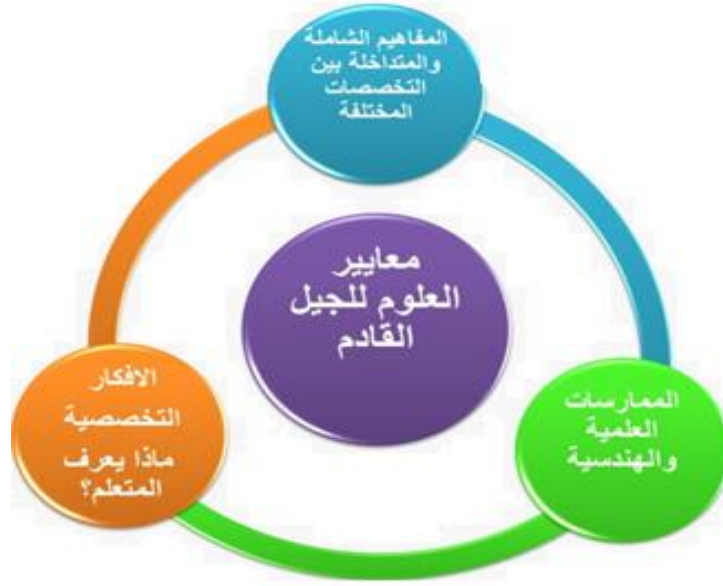 المفاهيم الشاملة
والمتداخلة بين
التخصصات
المختلفة
معايير
العلوم للجيل
القادم
الممارسات
العلمية
والهندسية
الافكار
التخصصية
ماذا يعرف
المتعلم؟